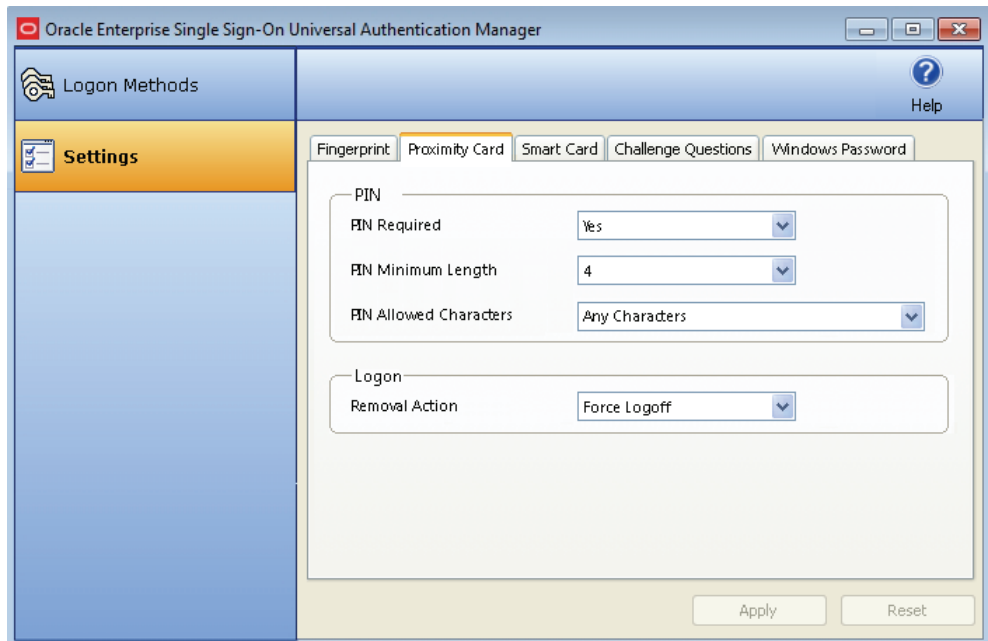 Oracle Enterprise Single Sign-On Universal Authentication Manager
Logon Methods
Help
Settings
Fingerprint
Proximity Card
Smart Card
Challenge Questions
Windows Password
PIN
PIN Required
Yes
PIN Minimum Length
4
PIN Allowed Characters
Any Characters
Logon
Removal Action
Force Logoff
Apply
Reset